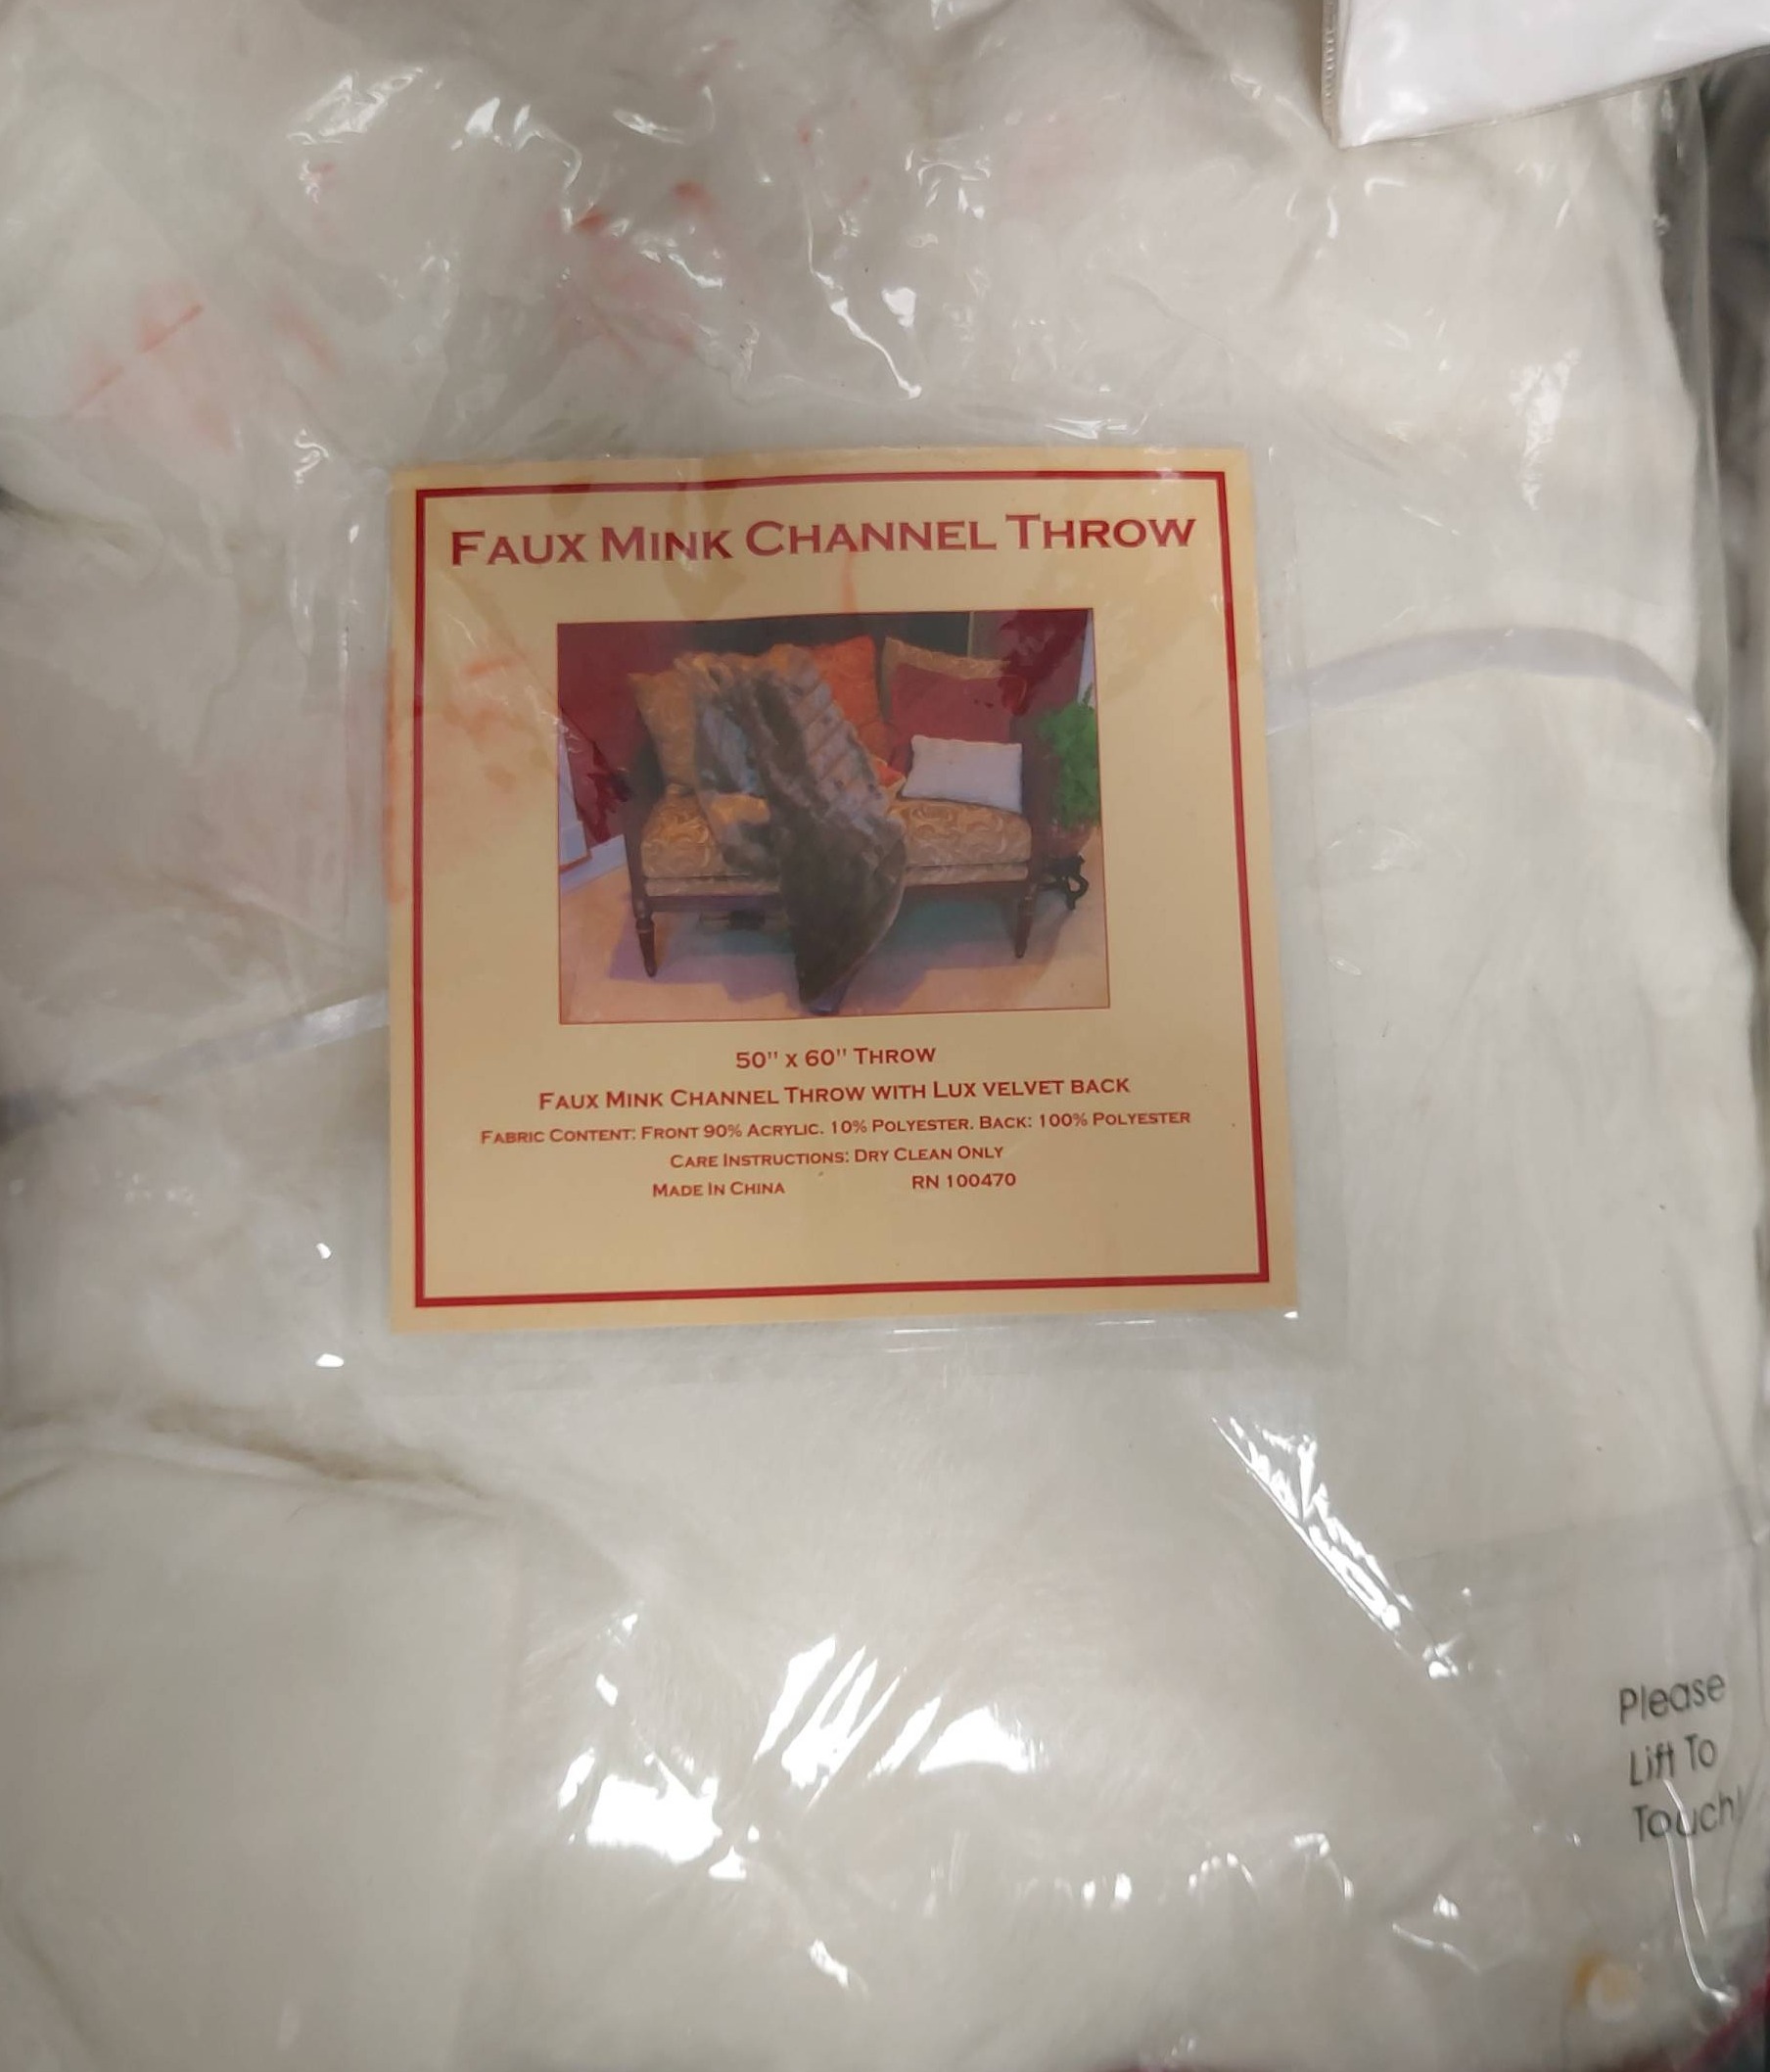 FAUX MINK CHANNEL THROW
50" X 60" THROW
FAUX MINK CHANNEL THROW WITH LUX VELVET BACK
FABRIC CONTENT: FRONT 90% ACRYLIC. 10% POLYESTER. BACK: 100% POLYESTER
CARE INSTRUCTIONS: DRY CLEAN ONLY
MADE IN CHINA RN 100470
Please
Lift To
Touch!